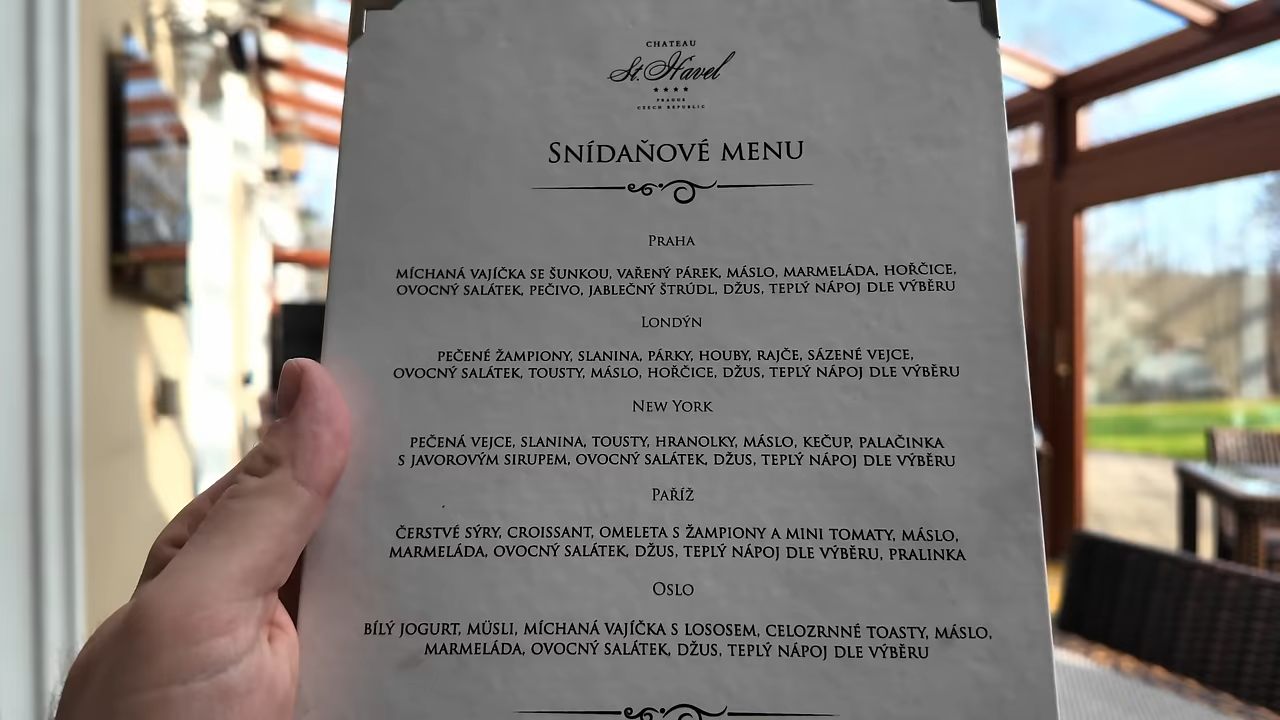 CHATEAU
St. Havel
PRAGUE
CZECH REPUBLIC
SNÍDAŇOVÉ MENU
PRAHA
MÍCHANÁ VAJÍČKA SE ŠUNKOU, VAŘENÝ PÁREK, MÁSLO, MARMELÁDA, HOŘČICE,
OVOCNÝ SALÁTEK, PEČIVO, JABLEČNÝ ŠTRÚDL, DŽUS, TEPLÝ NÁPOJ DLE VÝBĚRU
LONDÝN
PEČENÉ ŽAMPIONY, SLANINA, PÁRKY, HOUBY, RAJČE, SÁZENÉ VEJCE,
OVOCNÝ SALÁTEK, TOUSTY, MÁSLO, HOŘČICE, DŽUS, TEPLÝ NÁPOJ DLE VÝBĚRU
NEW YORK
PEČENÁ VEJCE, SLANINA, TOUSTY, HRANOLKY, MÁSLO, KEČUP, PALAČINKA
S JAVOROVÝM SIRUPEM, OVOCNÝ SALÁTEK, DŽUS, TEPLÝ NÁPOJ DLE VÝBĚRU
PAŘÍŽ
ČERSTVÉ SÝRY, CROISSANT, OMELETA S ŽAMPIONY A MINI TOMATY, MÁSLO,
MARMELÁDA, OVOCNÝ SALÁTEK, DŽUS, TEPLÝ NÁPOJ DLE VÝBĚRU, PRALINKA
OSLO
BÍLÝ JOGURT, MÜSLI, MÍCHANÁ VAJÍČKA S LOSOSEM, CELOZRNNÉ TOASTY, MÁSLO,
MARMELÁDA, OVOCNÝ SALÁTEK, DŽUS, TEPLÝ NÁPOJ DLE VÝBĚRU